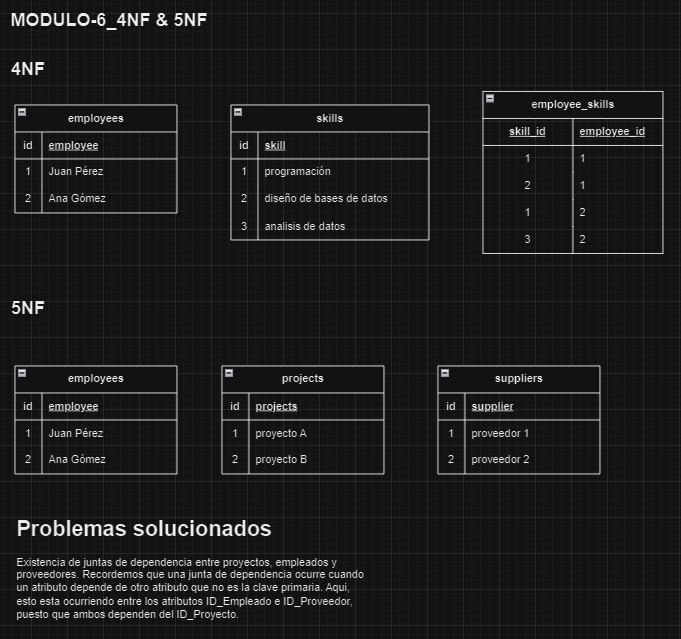 MODULO-6_4NF & 5NF
4NF
employees
id employee
1 Juan Pérez
2 Ana Gómez
skills
id skill
1 programación
2 diseño de bases de datos
3 analisis de datos
employee_skills
skill_id employee_id
1 1
2 1
1 2
3 2
5NF
employees
id employee
1 Juan Pérez
2 Ana Gómez
projects
id projects
1 proyecto A
2 proyecto B
suppliers
id supplier
1 proveedor 1
2 proveedor 2
Problemas solucionados
Existencia de juntas de dependencia entre proyectos, empleados y
proveedores. Recordemos que una junta de dependencia ocurre cuando
un atributo depende de otro atributo que no es la clave primaria. Aqui,
esto esta ocurriendo entre los atributos ID_Empleado e ID_Proveedor,
puesto que ambos dependen del ID_Proyecto.